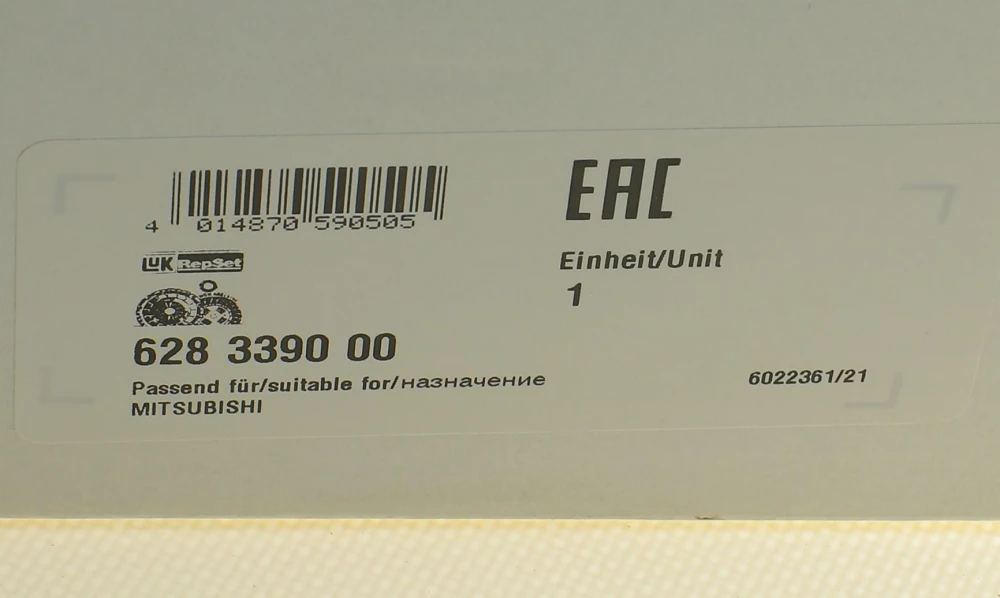 4 014870 590505
EAC
LUK RepSet
Einheit/Unit
1
628 3390 00
Passend für/suitable for/назначение
MITSUBISHI
6022361/21